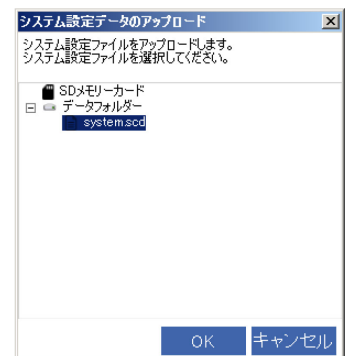 システム設定データのアップロード
システム設定ファイルをアップロードします。
システム設定ファイルを選択してください。
SDメモリーカード
データフォルダー
system.scd
OK キャンセル